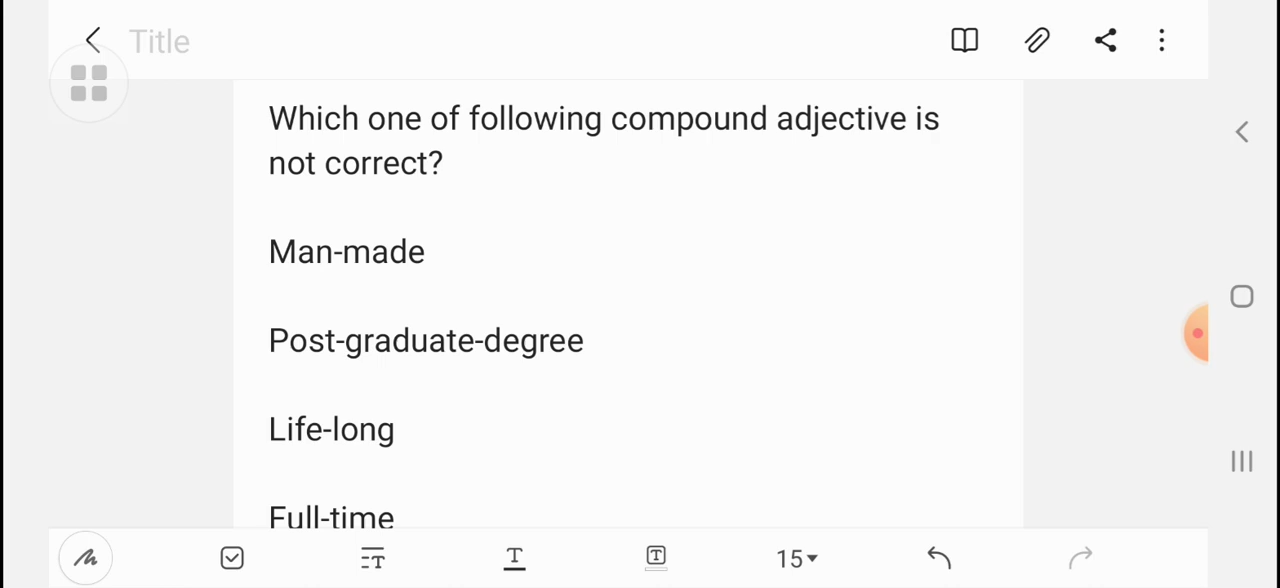 Title
Which one of following compound adjective is
not correct?
Man-made
Post-graduate-degree
Life-long
Full-time
T
T
T
15